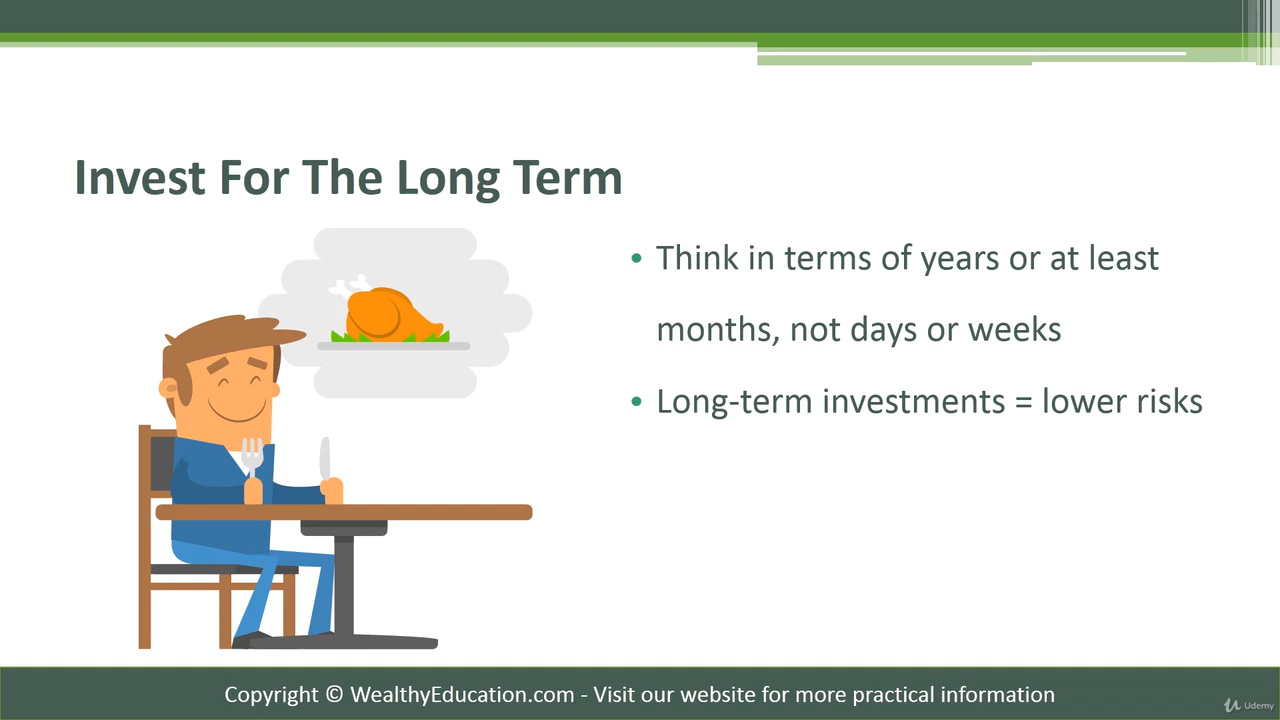 Invest For The Long Term
• Think in terms of years or at least
months, not days or weeks
• Long-term investments = lower risks
Copyright © WealthyEducation.com - Visit our website for more practical information
Udemy